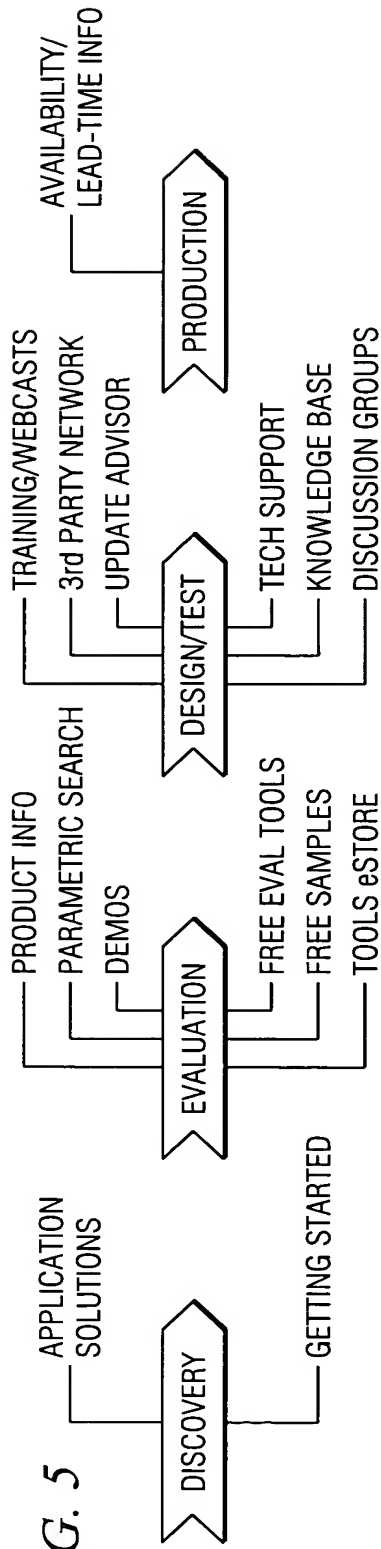 G. 5
APPLICATION
SOLUTIONS
DISCOVERY
GETTING STARTED
PRODUCT INFO
PARAMETRIC SEARCH
DEMOS
EVALUATION
FREE EVAL TOOLS
FREE SAMPLES
TOOLS eSTORE
TRAINING/WEBCASTS
3rd PARTY NETWORK
UPDATE ADVISOR
DESIGN/TEST
TECH SUPPORT
KNOWLEDGE BASE
DISCUSSION GROUPS
AVAILABILITY/
LEAD-TIME INFO
PRODUCTION